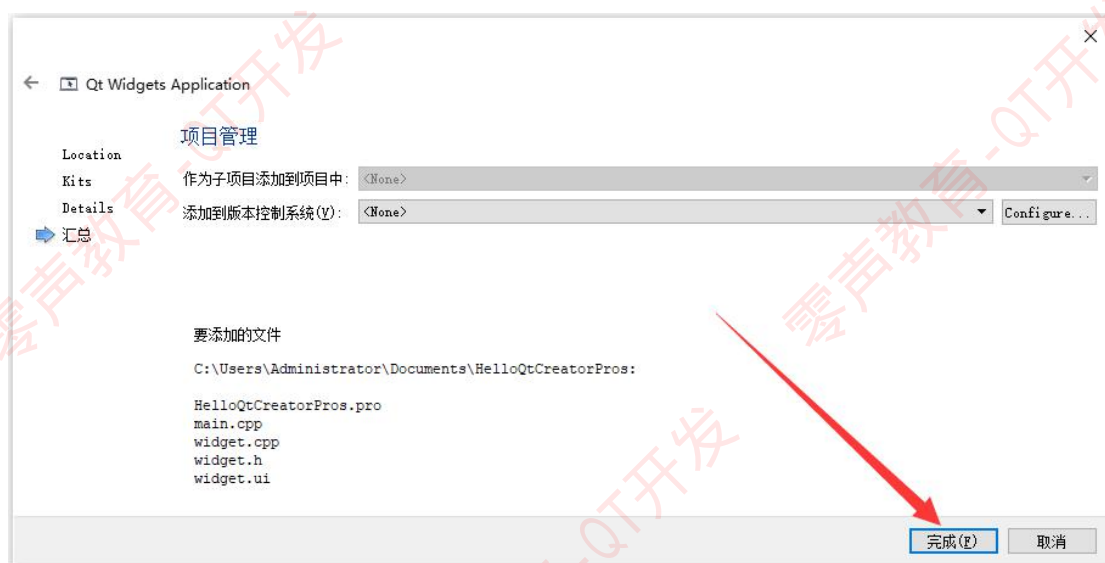 Qt Widgets Application
项目管理
Location
Kits
Details
汇总
作为子项目添加到项目中: <None>
添加到版本控制系统(V): <None> Configure...
要添加的文件
C:\Users\Administrator\Documents\HelloQtCreatorPros:
HelloQtCreatorPros.pro
main.cpp
widget.cpp
widget.h
widget.ui
完成(F) 取消
零声教育-QT开发
零声教育-QT开发
-QT开发